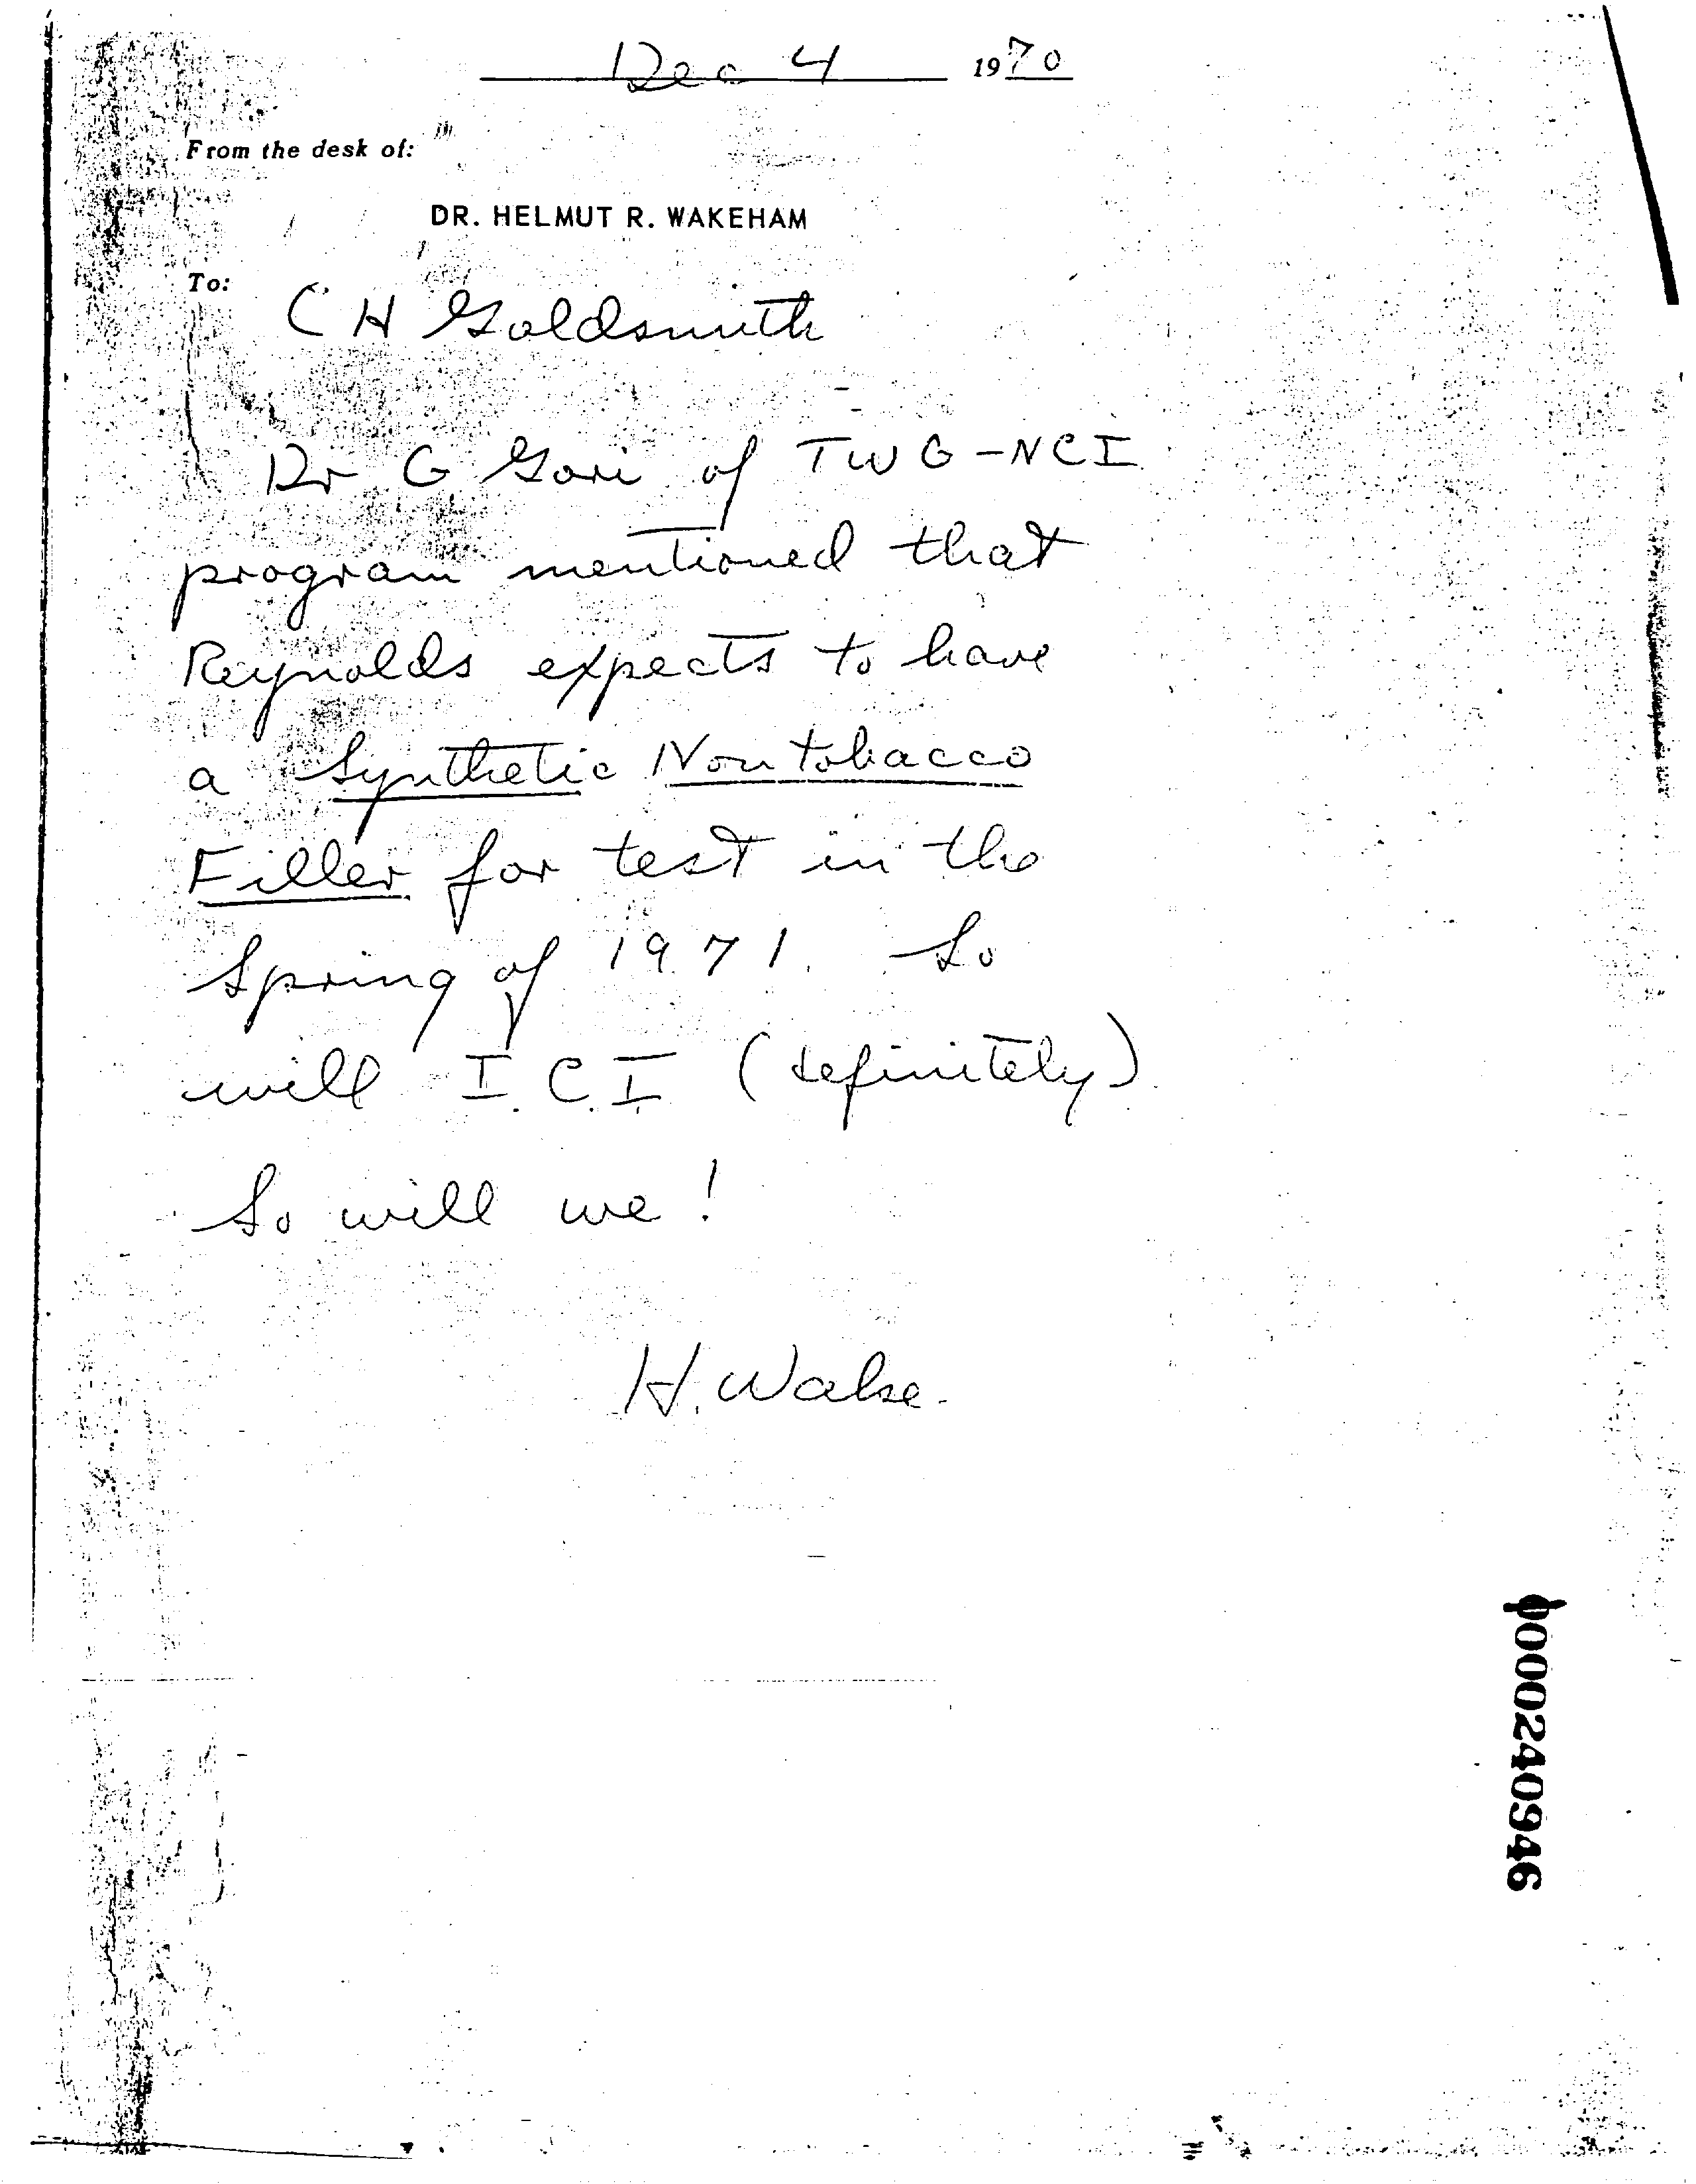 Dec 4 1970
From the desk of:
DR. HELMUT R. WAKEHAM
To:
C H Goldsmith
Dr G Gori of TWG-NCI
program mentioned that
Reynolds expects to have
a Synthetic Nontobacco
Filler for test in the
Spring of 1971. So
will I.C.I. (definitely)
So will we!
H. Wake.
0000240946